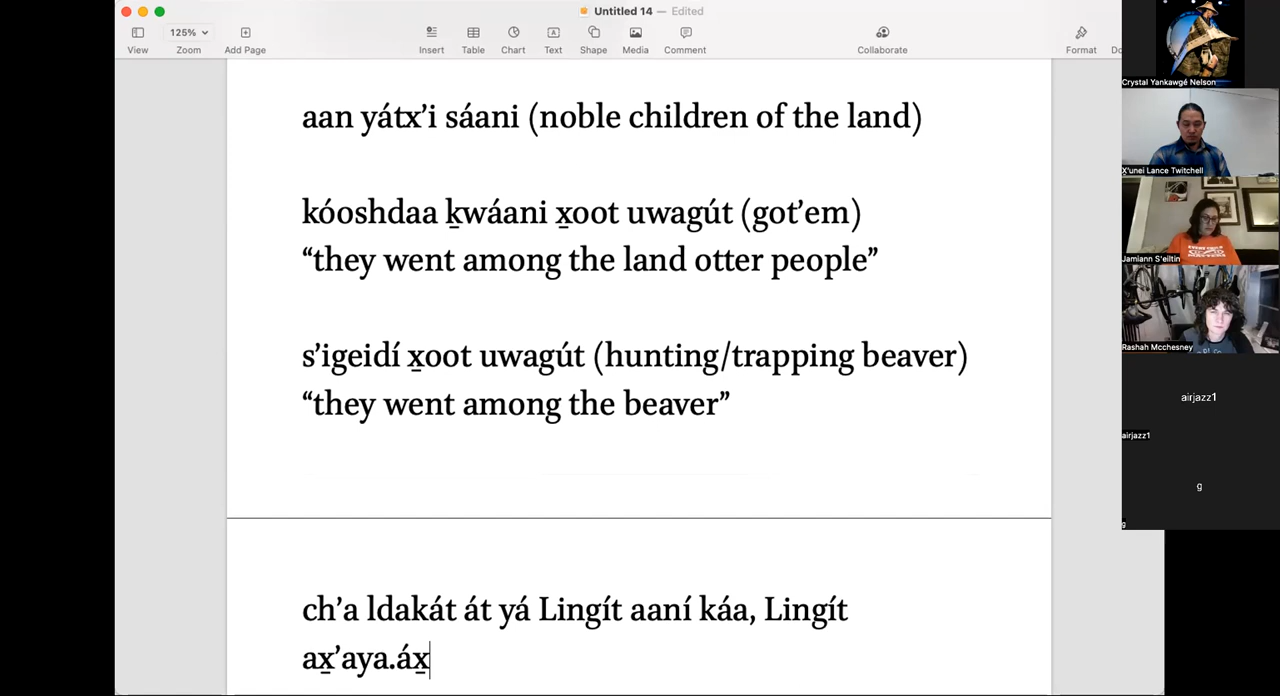 Untitled 14 — Edited
125%
View
Zoom
Add Page
Insert
Table
Chart
Text
Shape
Media
Comment
Collaborate
Format
aan yátx’i sáani (noble children of the land)
kóoshdaa ḵwáani x̱oot uwagút (got’em)
“they went among the land otter people”
s’igeidí x̱oot uwagút (hunting/trapping beaver)
“they went among the beaver”
ch’a ldakát át yá Lingít aaní káa, Lingít
ax̱’aya.áx̱
Crystal Yankawgé Nelson
X̱’unei Lance Twitchell
Jamiann S'eiltin
Rashah Mcchesney
airjazz1
airjazz1
g
g